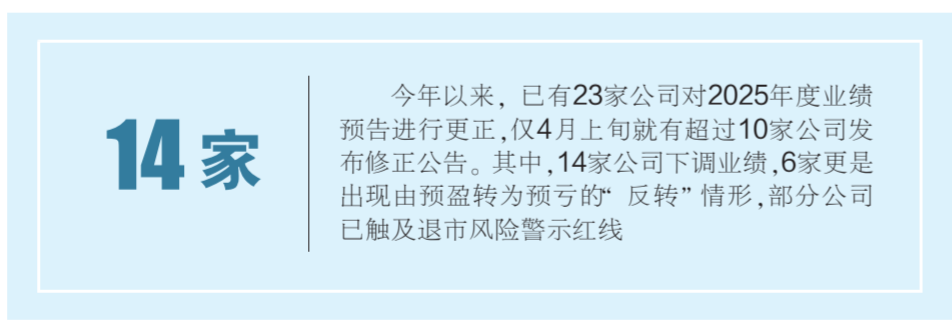 14家
今年以来，已有23家公司对2025年度业绩
预告进行更正,仅4月上旬就有超过10家公司发
布修正公告。其中,14家公司下调业绩,6家更是
出现由预盈转为预亏的“反转”情形,部分公司
已触及退市风险警示红线